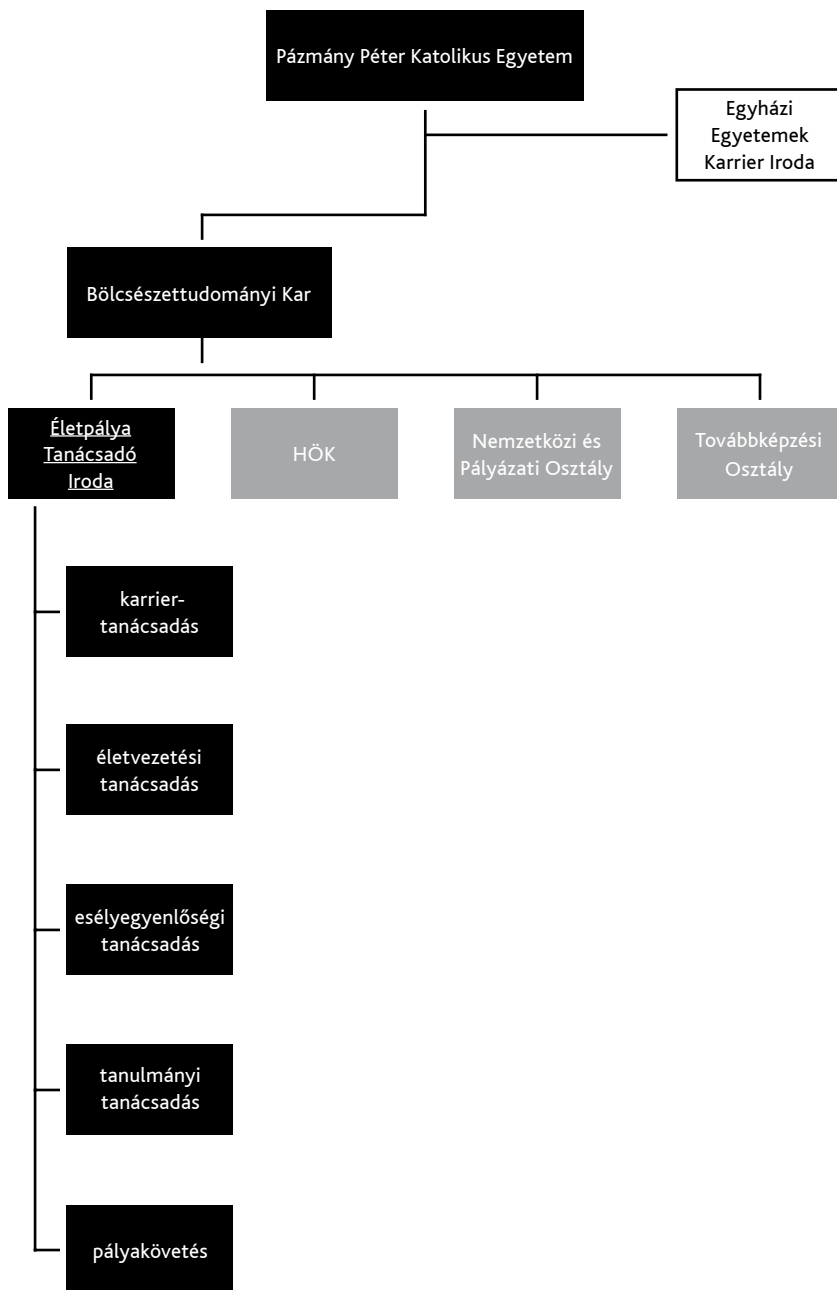 Pázmány Péter Katolikus Egyetem
Egyházi
Egyetemek
Karrier Iroda
Bölcsészettudományi Kar
Életpálya
Tanácsadó
Iroda
HÖK
Nemzetközi és
Pályázati Osztály
Továbbképzési
Osztály
karrier-
tanácsadás
életvezetési
tanácsadás
esélyegyenlőségi
tanácsadás
tanulmányi
tanácsadás
pályakövetés